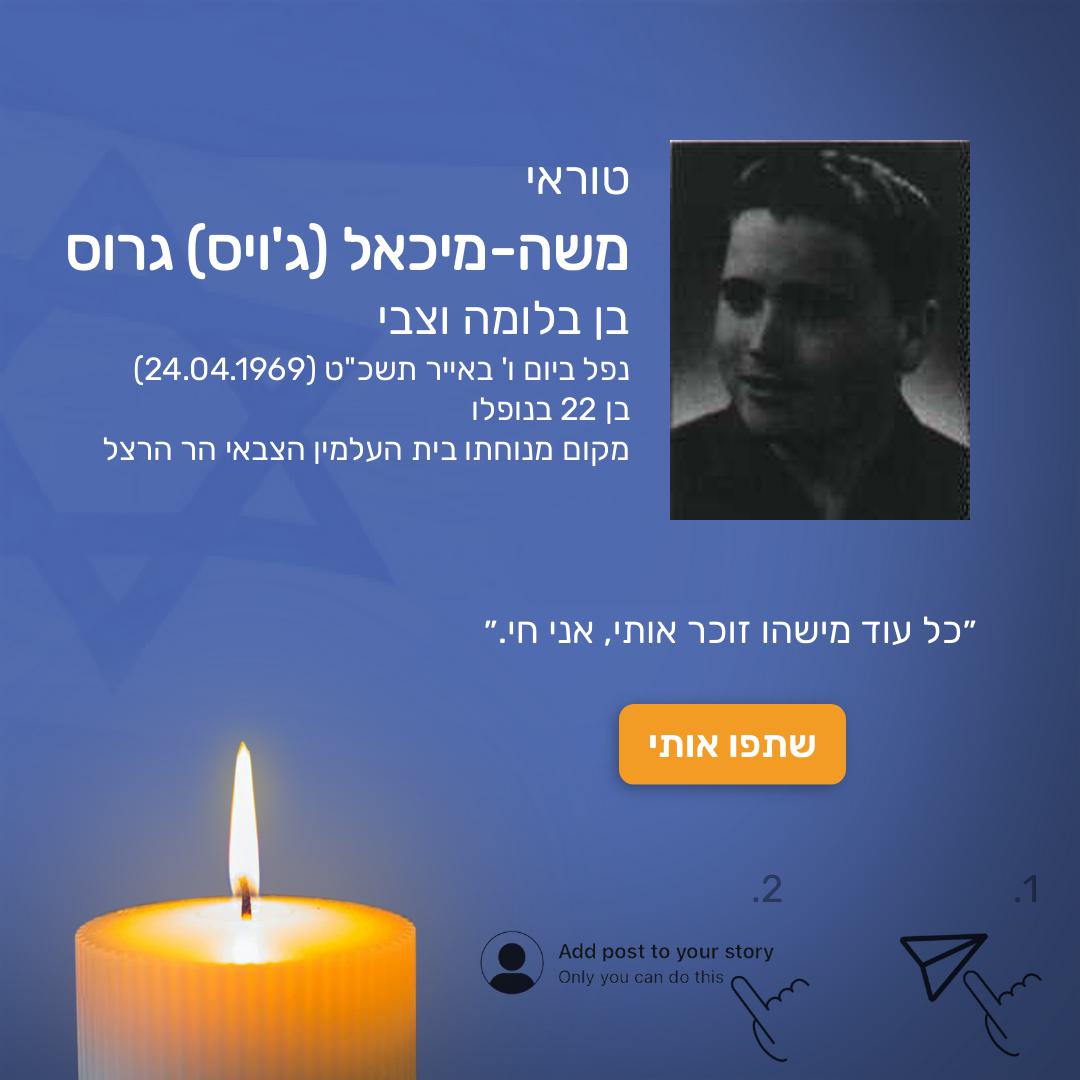 טוראי
משה-מיכאל (ג'ויס) גרוס
בן בלומה וצבי
נפל ביום ו' באייר תשכ"ט (24.04.1969)
בן 22 בנופלו
מקום מנוחתו בית העלמין הצבאי הר הרצל
״כל עוד מישהו זוכר אותי, אני חי.״
שתפו אותי
.1
.2
Add post to your story
Only you can do this